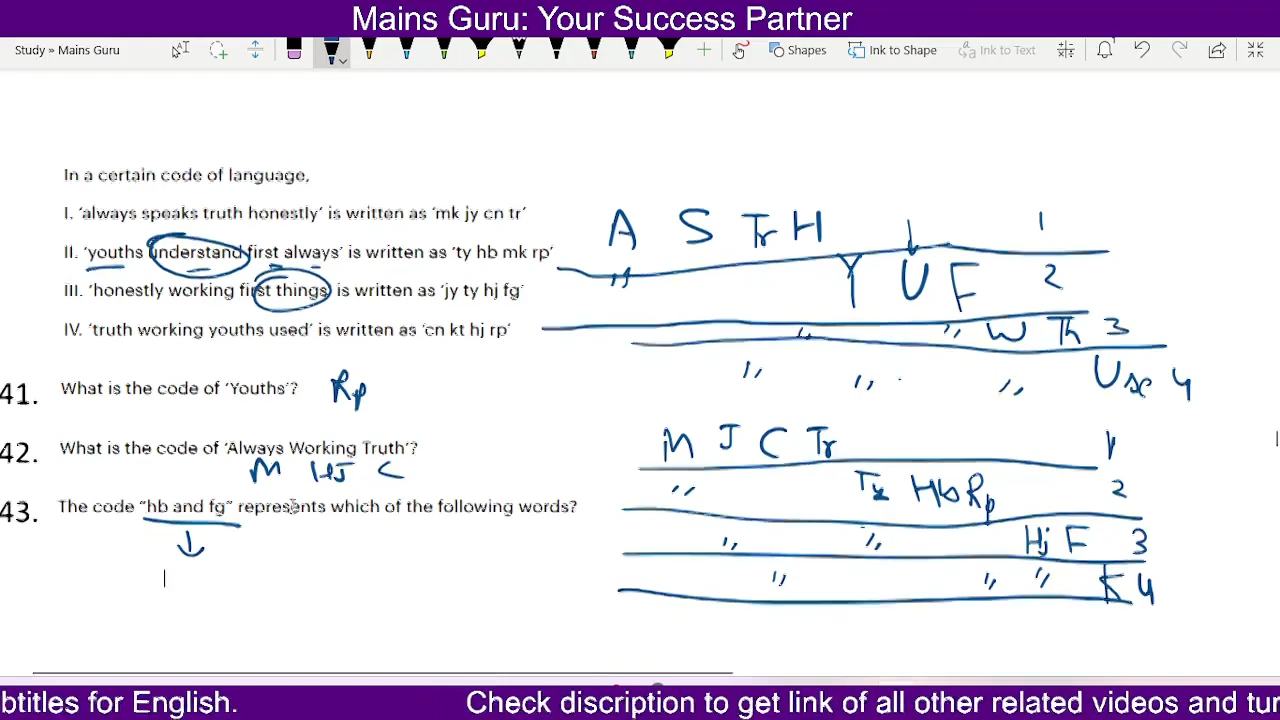 Mains Guru: Your Success Partner
Study » Mains Guru
Shapes
Ink to Shape
Ink to Text
In a certain code of language,
I. 'always speaks truth honestly' is written as 'mk jy cn tr'
II. 'youths understand first always' is written as 'ty hb mk rp'
III. 'honestly working first things' is written as 'jy ty hj fg'
IV. 'truth working youths used' is written as 'cn kt hj rp'
41. What is the code of 'Youths'? Rp
42. What is the code of 'Always Working Truth'?
M HJ C
43. The code "hb and fg" represents which of the following words?
A S Tr H 1
" Y U F 2
" " W Th 3
" " " Use 4
M J C Tr 1
" Ty Hb Rp 2
" " Hj F 3
" " " K 4
btitles for English. Check discription to get link of all other related videos and tur